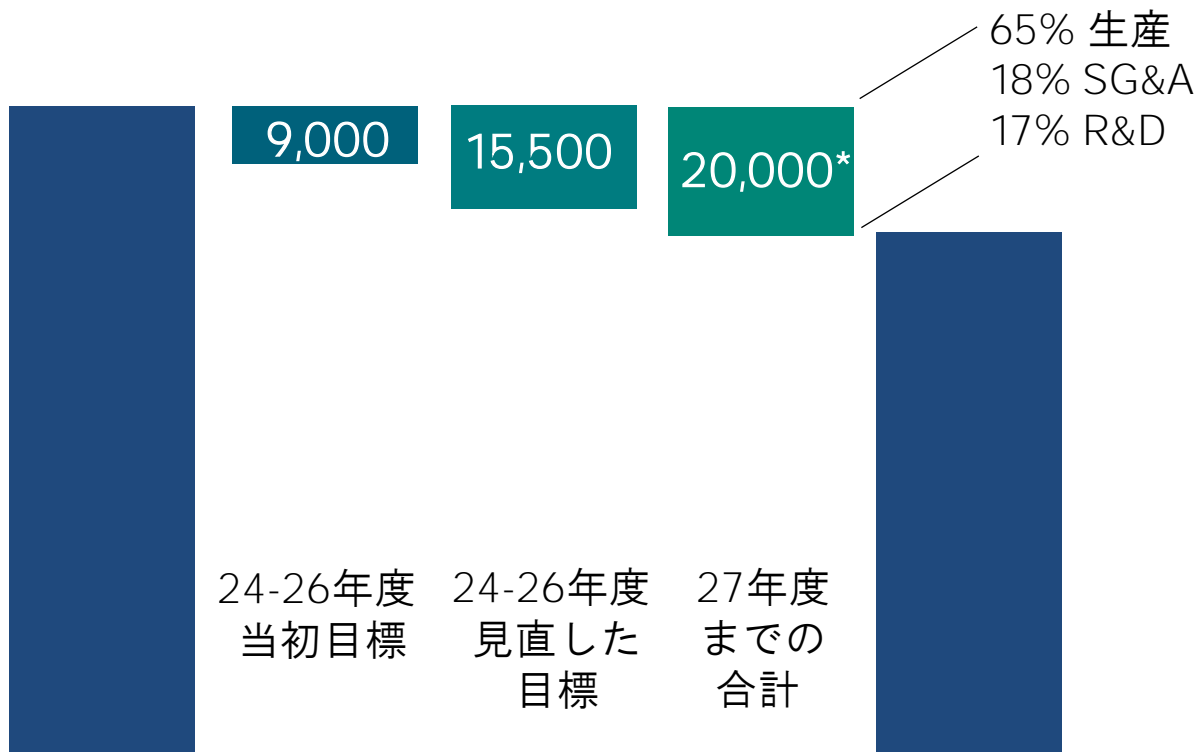 65% 生産
18% SG&A
17% R&D
9,000
15,500
20,000*
24-26年度
当初目標
24-26年度
見直した
目標
27年度
までの
合計